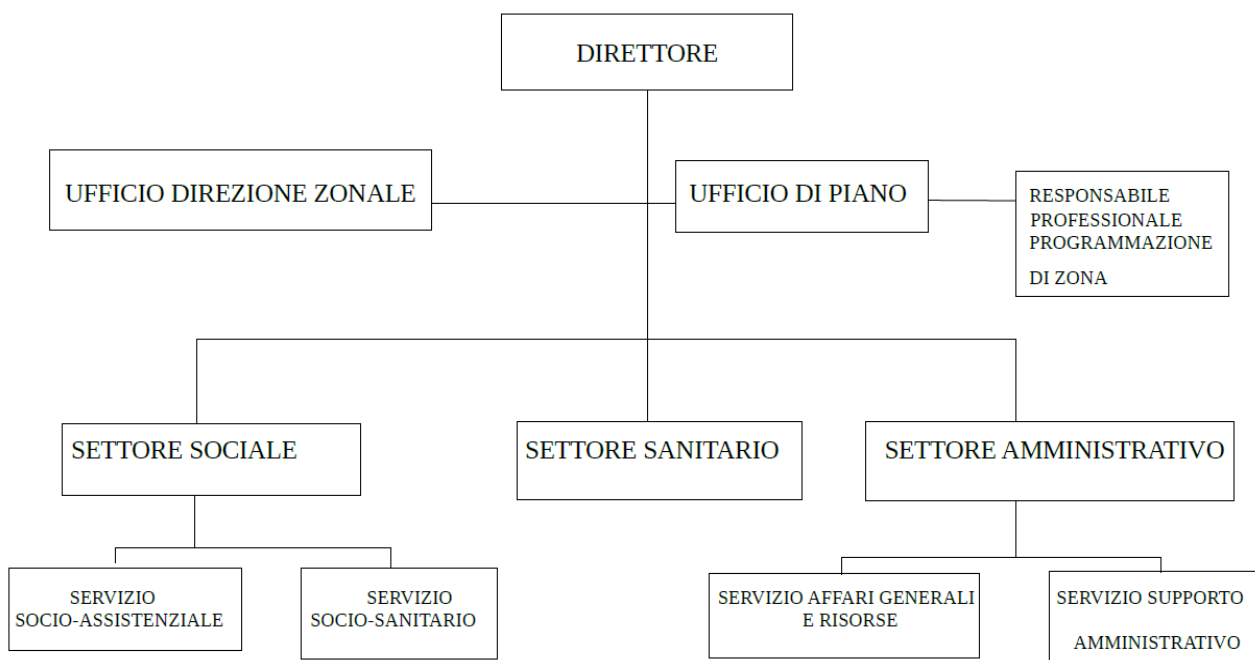 DIRETTORE
UFFICIO DIREZIONE ZONALE
UFFICIO DI PIANO
RESPONSABILE
PROFESSIONALE
PROGRAMMAZIONE
DI ZONA
SETTORE SOCIALE
SETTORE SANITARIO
SETTORE AMMINISTRATIVO
SERVIZIO
SOCIO-ASSISTENZIALE
SERVIZIO
SOCIO-SANITARIO
SERVIZIO AFFARI GENERALI
E RISORSE
SERVIZIO SUPPORTO
AMMINISTRATIVO